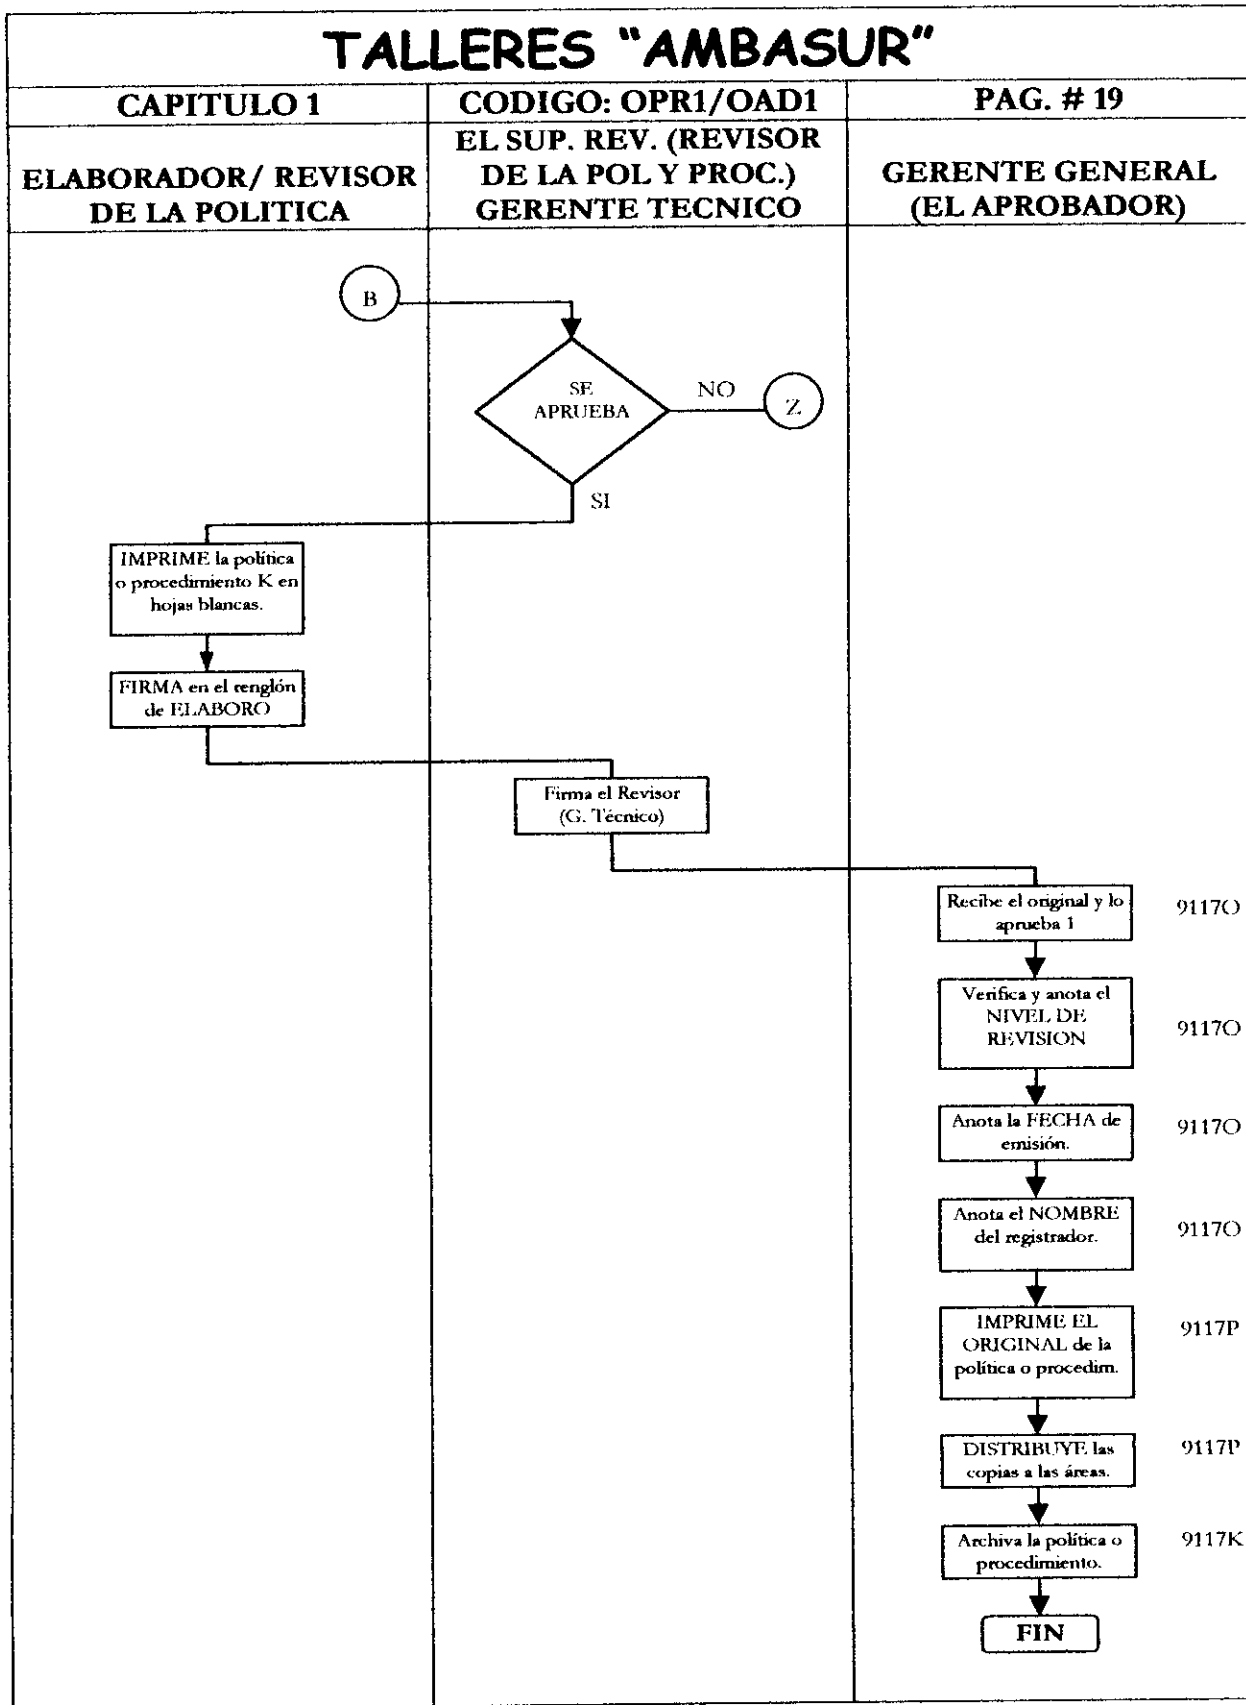 TALLERES "AMBASUR"
CAPITULO 1
CODIGO: OPR1/OAD1
PAG. # 19
ELABORADOR/ REVISOR
DE LA POLITICA
EL SUP. REV. (REVISOR
DE LA POL Y PROC.)
GERENTE TECNICO
GERENTE GENERAL
(EL APROBADOR)
B
SE
APRUEBA
NO
Z
SI
IMPRIME la política
o procedimiento K en
hojas blancas.
FIRMA en el renglón
de ELABORO
Firma el Revisor
(G. Técnico)
Recibe el original y lo
aprueba 1
9117O
Verifica y anota el
NIVEL DE
REVISION
9117O
Anota la FECHA de
emisión.
9117O
Anota el NOMBRE
del registrador.
9117O
IMPRIME EL
ORIGINAL de la
política o procedim.
9117P
DISTRIBUYE las
copias a las áreas.
9117P
Archiva la política o
procedimiento.
9117K
FIN